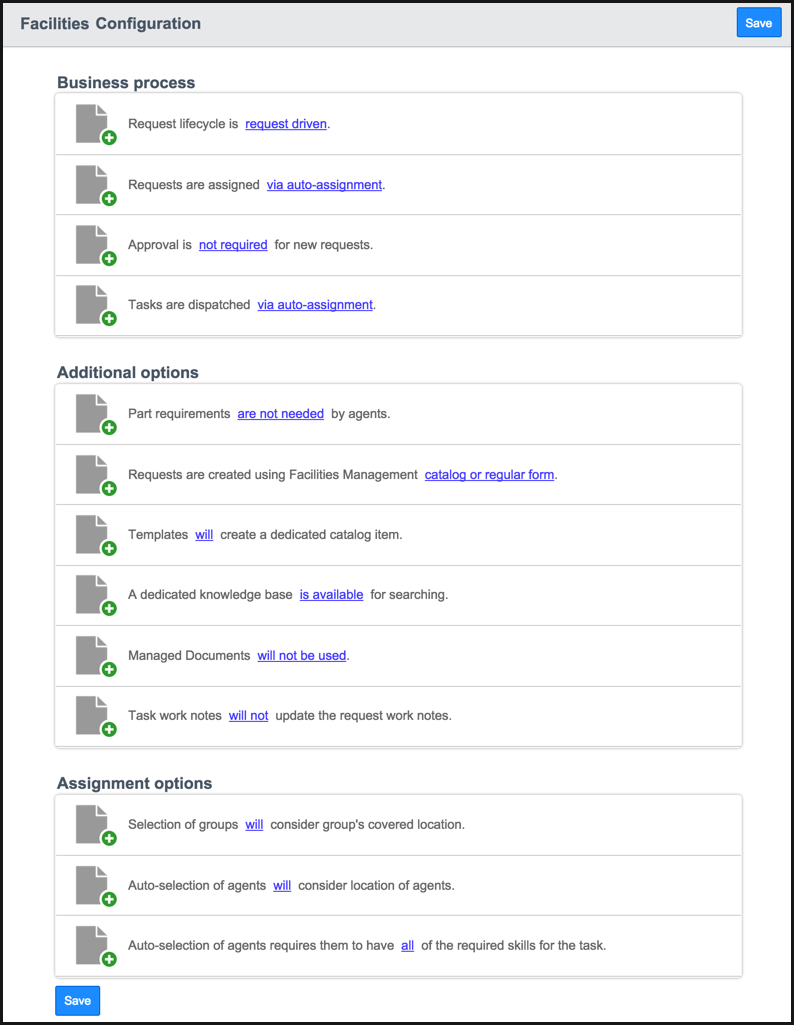 Facilities Configuration
Save
Business process
Request lifecycle is request driven.
Requests are assigned via auto-assignment.
Approval is not required for new requests.
Tasks are dispatched via auto-assignment.
Additional options
Part requirements are not needed by agents.
Requests are created using Facilities Management catalog or regular form.
Templates will create a dedicated catalog item.
A dedicated knowledge base is available for searching.
Managed Documents will not be used.
Task work notes will not update the request work notes.
Assignment options
Selection of groups will consider group's covered location.
Auto-selection of agents will consider location of agents.
Auto-selection of agents requires them to have all of the required skills for the task.
Save